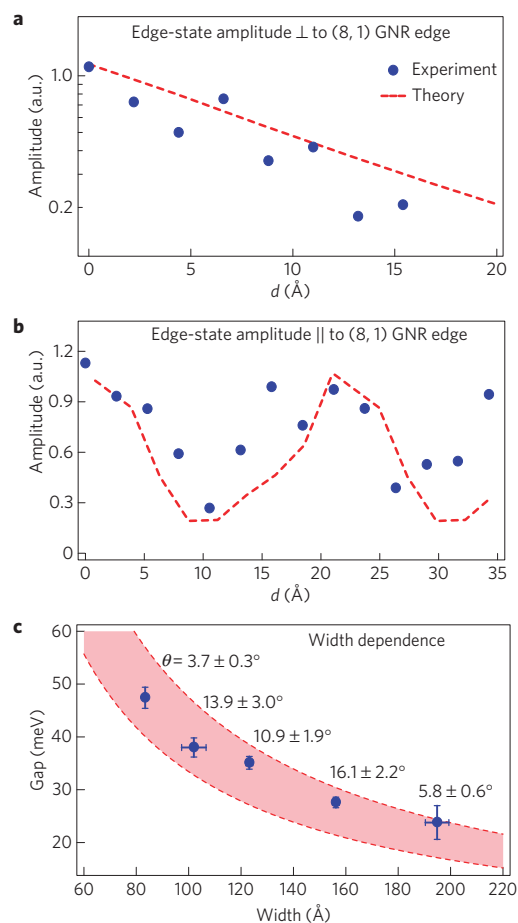 a
Edge-state amplitude ⊥ to (8, 1) GNR edge
1.0
0.2
Amplitude (a.u.)
Experiment
Theory
0 5 10 15 20
d (Å)
b
Edge-state amplitude || to (8, 1) GNR edge
1.2
0.9
0.6
0.3
0
Amplitude (a.u.)
0 5 10 15 20 25 30 35
d (Å)
c
Width dependence
60
50
40
30
20
Gap (meV)
θ = 3.7 ± 0.3°
13.9 ± 3.0°
10.9 ± 1.9°
16.1 ± 2.2°
5.8 ± 0.6°
60 80 100 120 140 160 180 200 220
Width (Å)